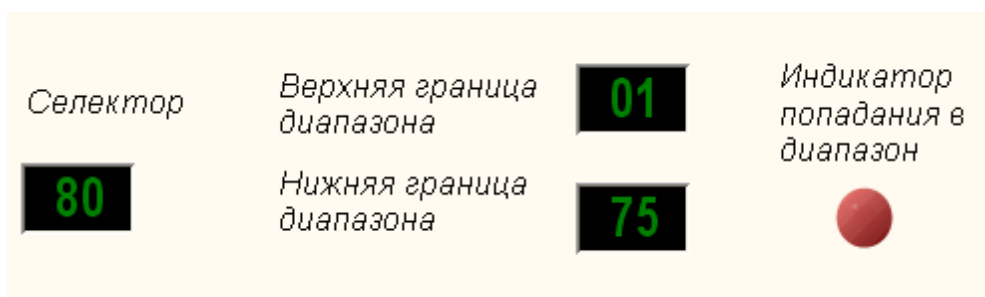 Селектор
80
Верхняя граница
диапазона
01
Нижняя граница
диапазона
75
Индикатор
попадания в
диапазон